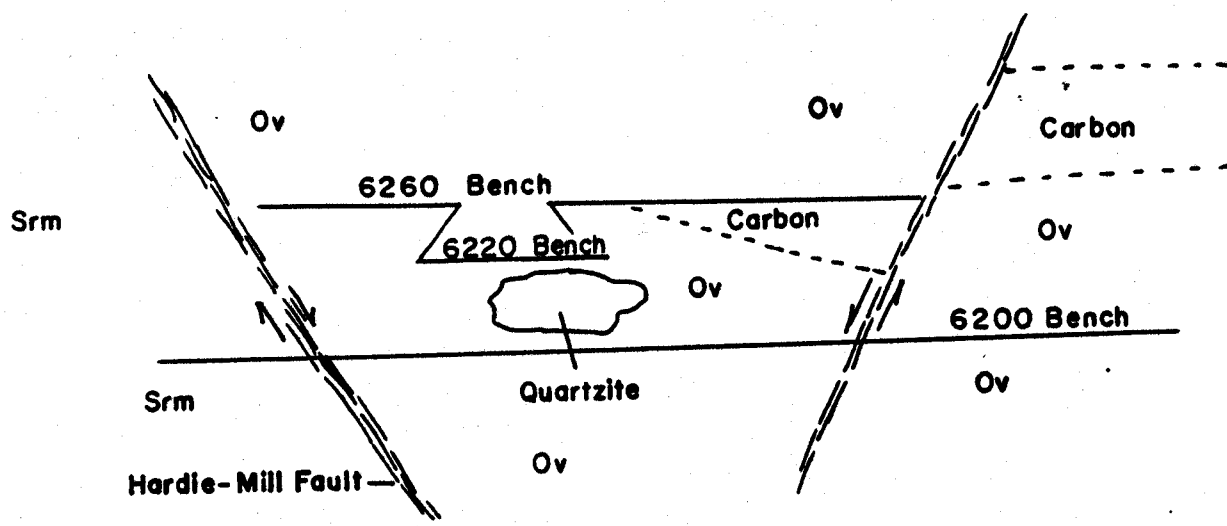 Ov
Ov
Carbon
6260 Bench
Srm
Carbon
6220 Bench
Ov
Ov
6200 Bench
Srm
Quartzite
Ov
Ov
Hardie-Mill Fault